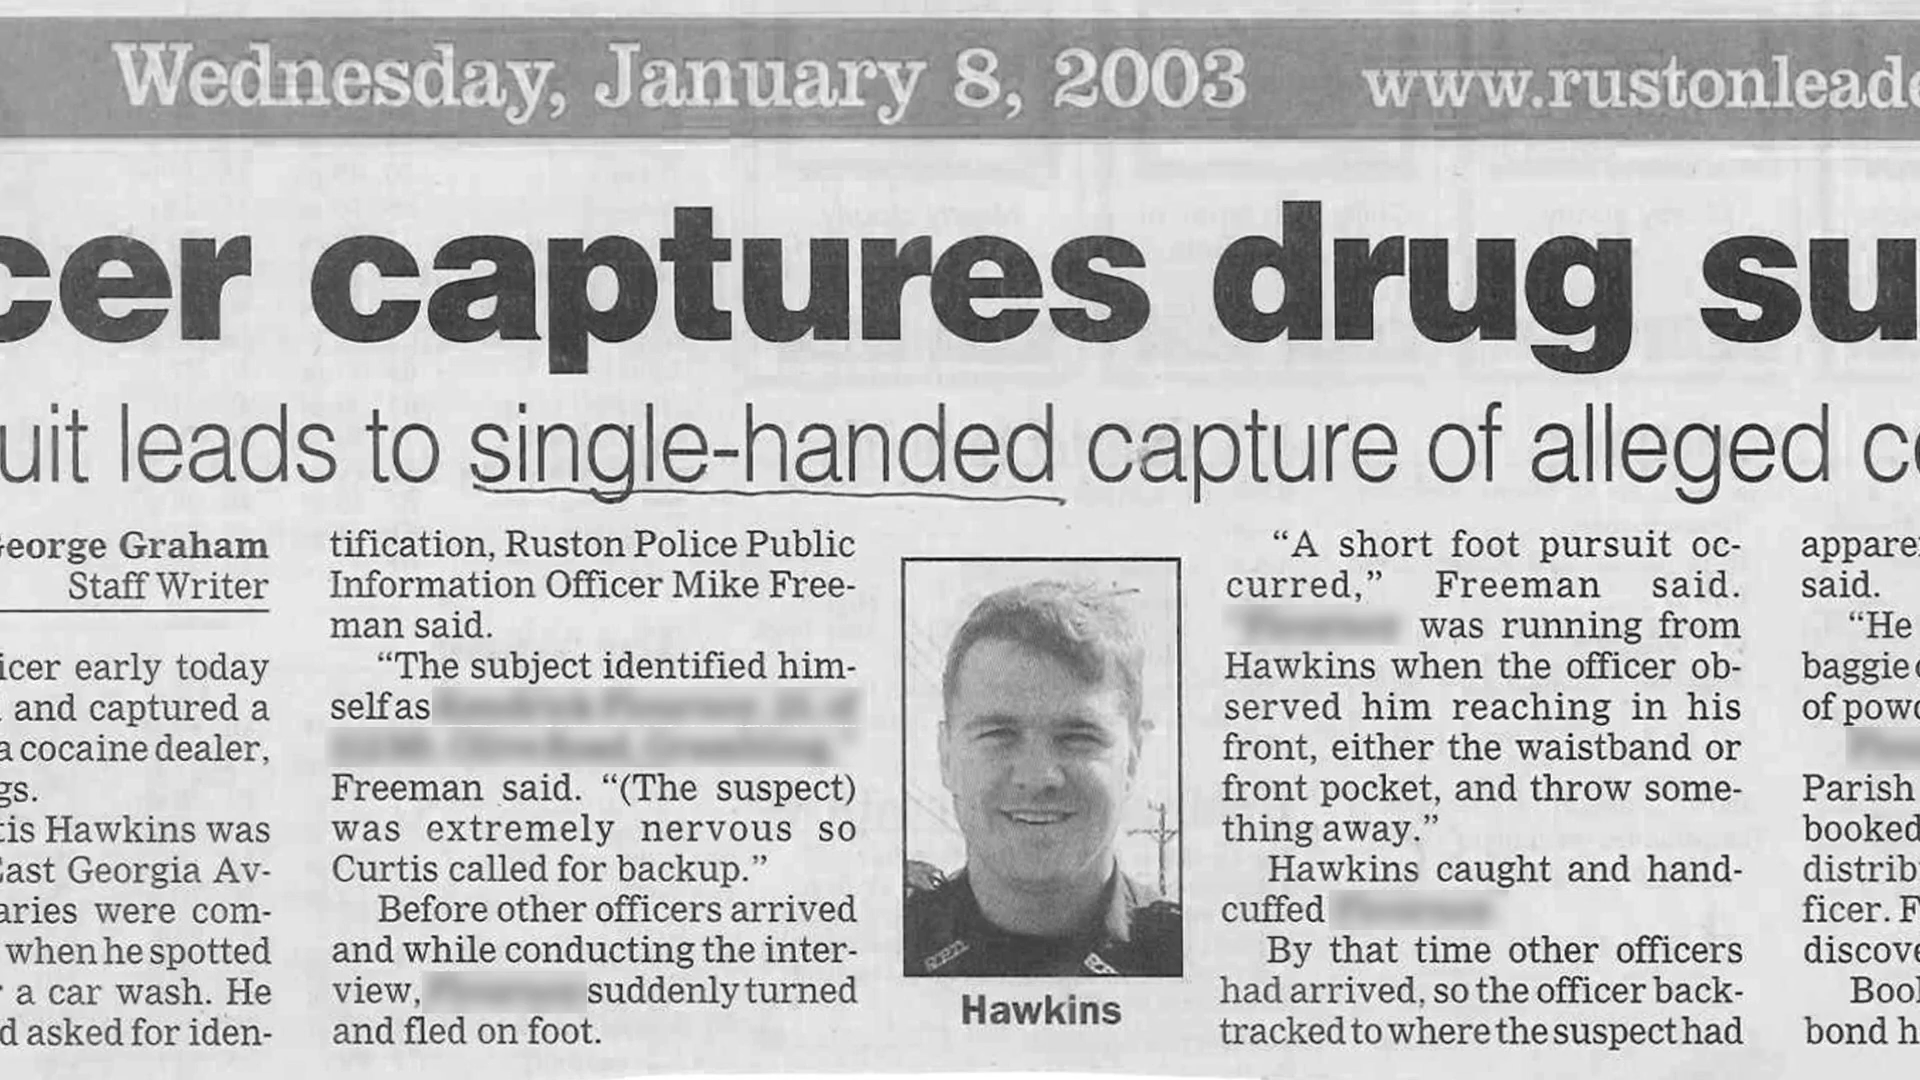 Wednesday, January 8, 2003 www.rustonleade
cer captures drug su
uit leads to single-handed capture of alleged co
George Graham
Staff Writer
icer early today
and captured a
a cocaine dealer,
gs.
tis Hawkins was
East Georgia Av-
aries were com-
when he spotted
r a car wash. He
d asked for iden-
tification, Ruston Police Public
Information Officer Mike Free-
man said.
“The subject identified him-
self as
Freeman said. “(The suspect)
was extremely nervous so
Curtis called for backup.”
Before other officers arrived
and while conducting the inter-
view, suddenly turned
and fled on foot.
RPD
Hawkins
“A short foot pursuit oc-
curred,” Freeman said.
was running from
Hawkins when the officer ob-
served him reaching in his
front, either the waistband or
front pocket, and throw some-
thing away.”
Hawkins caught and hand-
cuffed
By that time other officers
had arrived, so the officer back-
tracked to where the suspect had
appare
said.
“He
baggie c
of powd
Parish
booked
distrib
ficer. F
discove
Book
bond h